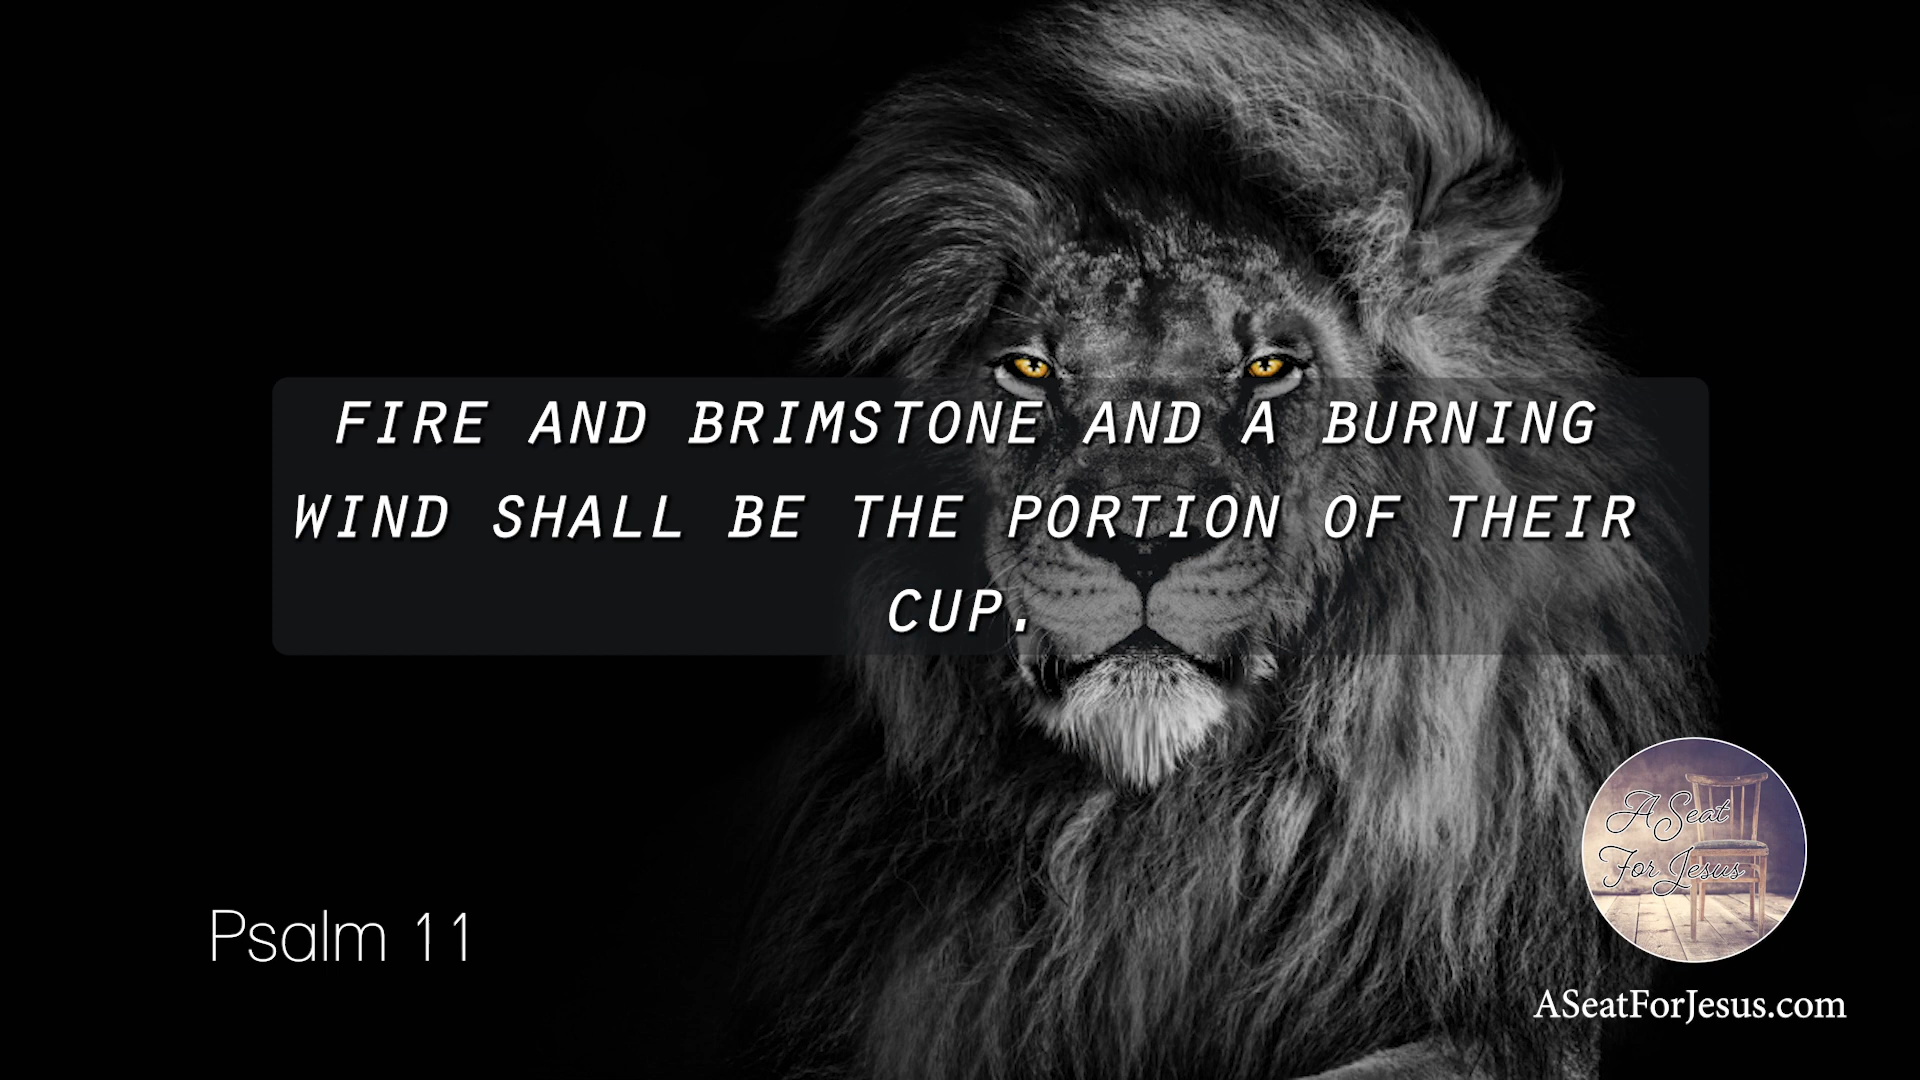 FIRE AND BRIMSTONE AND A BURNING
WIND SHALL BE THE PORTION OF THEIR
CUP.
A Seat
For Jesus
Psalm 11
ASeatForJesus.com